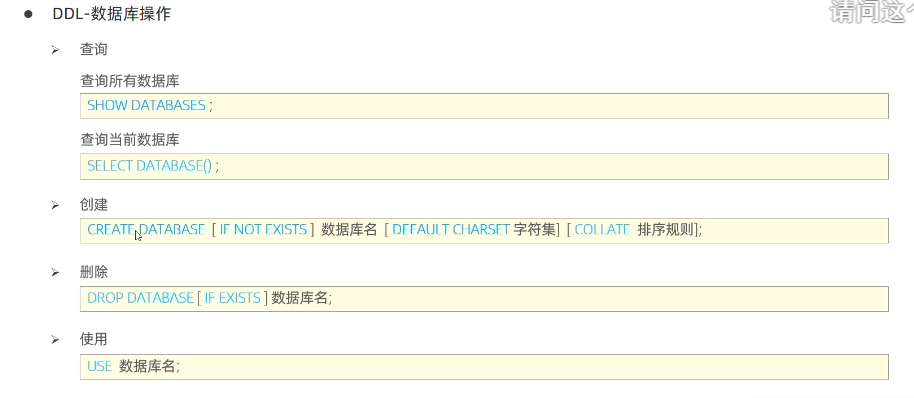 请问这个
● DDL-数据库操作
➢ 查询
查询所有数据库
SHOW DATABASES ;
查询当前数据库
SELECT DATABASE() ;
➢ 创建
CREATE DATABASE [ IF NOT EXISTS ] 数据库名 [ DEFAULT CHARSET 字符集] [ COLLATE 排序规则];
➢ 删除
DROP DATABASE [ IF EXISTS ] 数据库名;
➢ 使用
USE 数据库名;